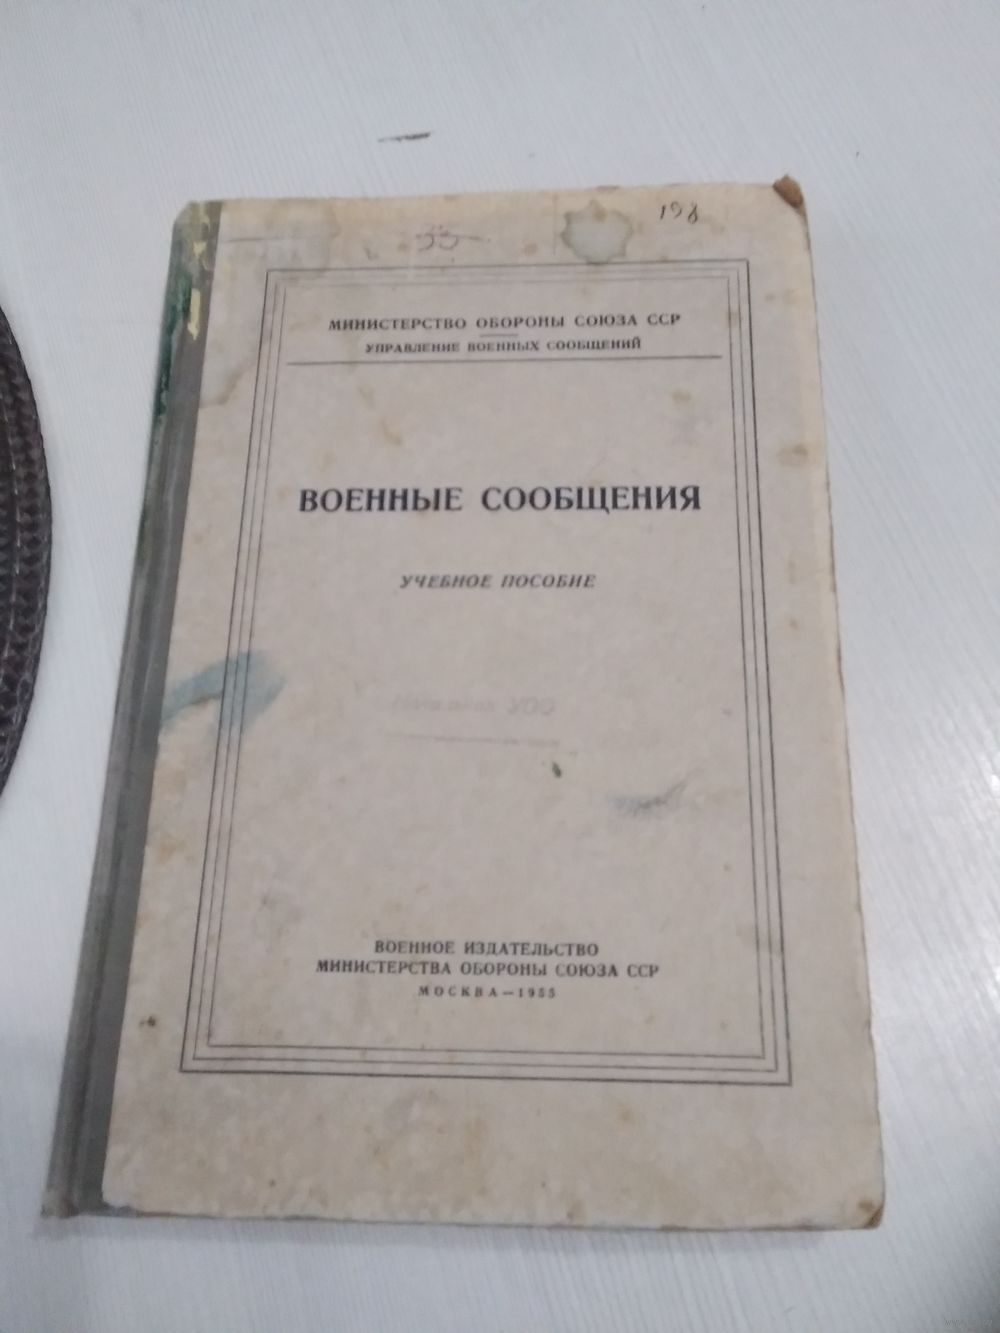 198
33
МИНИСТЕРСТВО ОБОРОНЫ СОЮЗА ССР
УПРАВЛЕНИЕ ВОЕННЫХ СООБЩЕНИЙ
ВОЕННЫЕ СООБЩЕНИЯ
УЧЕБНОЕ ПОСОБИЕ
ВОЕННОЕ ИЗДАТЕЛЬСТВО
МИНИСТЕРСТВА ОБОРОНЫ СОЮЗА ССР
МОСКВА—1955